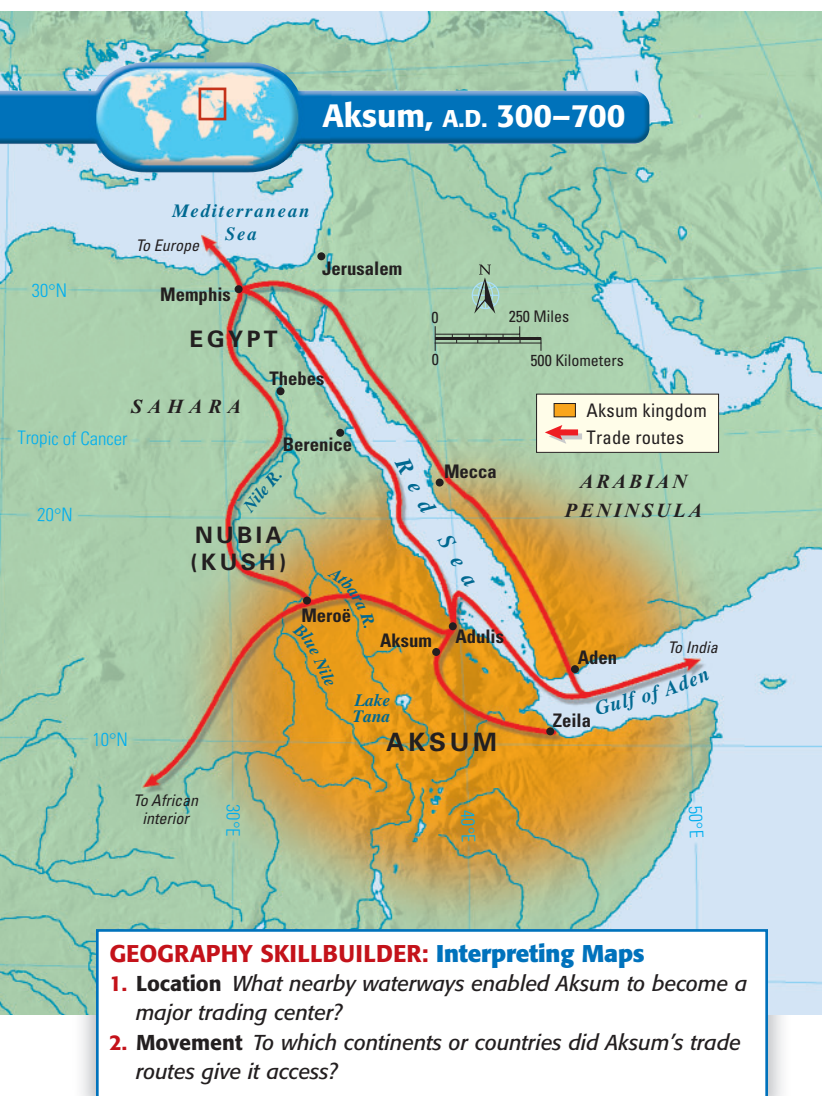 Aksum, A.D. 300–700
Mediterranean
Sea
To Europe
Jerusalem
N
30°N
Memphis
0 250 Miles
0 500 Kilometers
EGYPT
Thebes
SAHARA
Aksum kingdom
Trade routes
Tropic of Cancer
Berenice
Red Sea
Mecca
ARABIAN
PENINSULA
Nile R.
20°N
NUBIA
(KUSH)
Atbara R.
Meroë
Blue Nile
Aksum
Adulis
Aden
To India
Gulf of Aden
Lake
Tana
Zeila
10°N
AKSUM
To African
interior
30°E
40°E
50°E
GEOGRAPHY SKILLBUILDER: Interpreting Maps
1. Location What nearby waterways enabled Aksum to become a
major trading center?
2. Movement To which continents or countries did Aksum's trade
routes give it access?